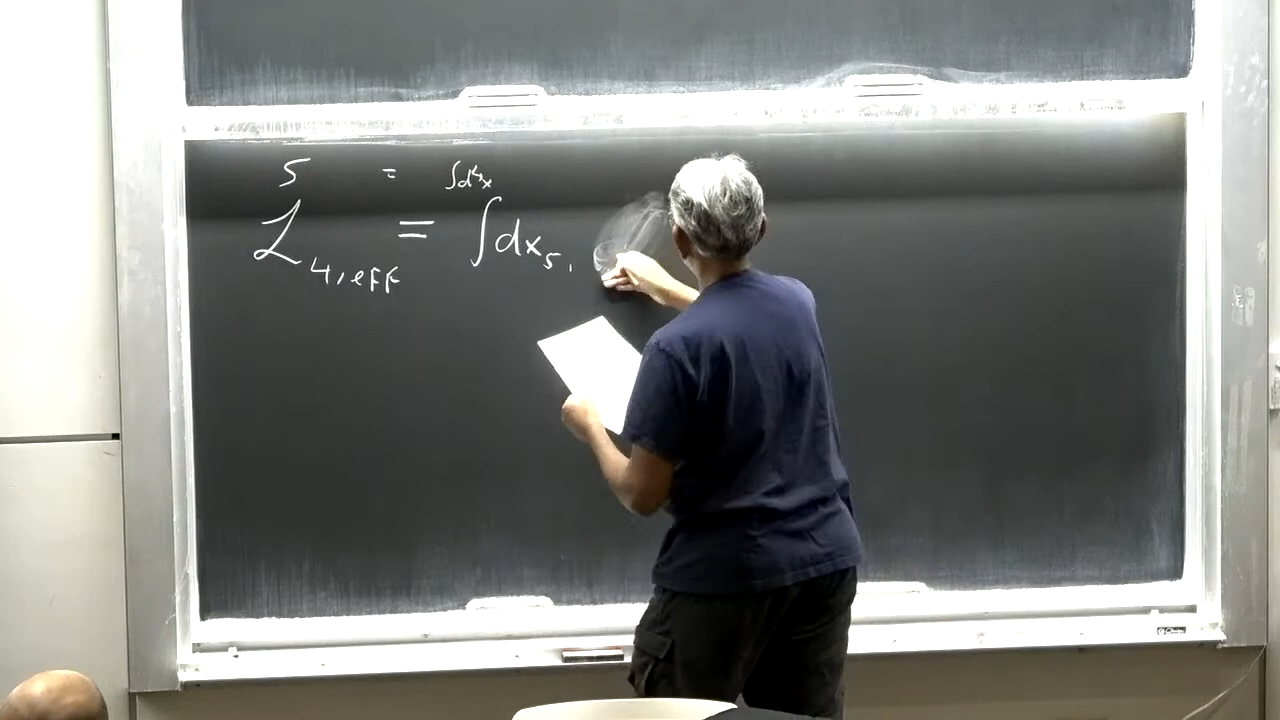 S = ∫d⁴x
ℒ₄,eff = ∫dx₅,